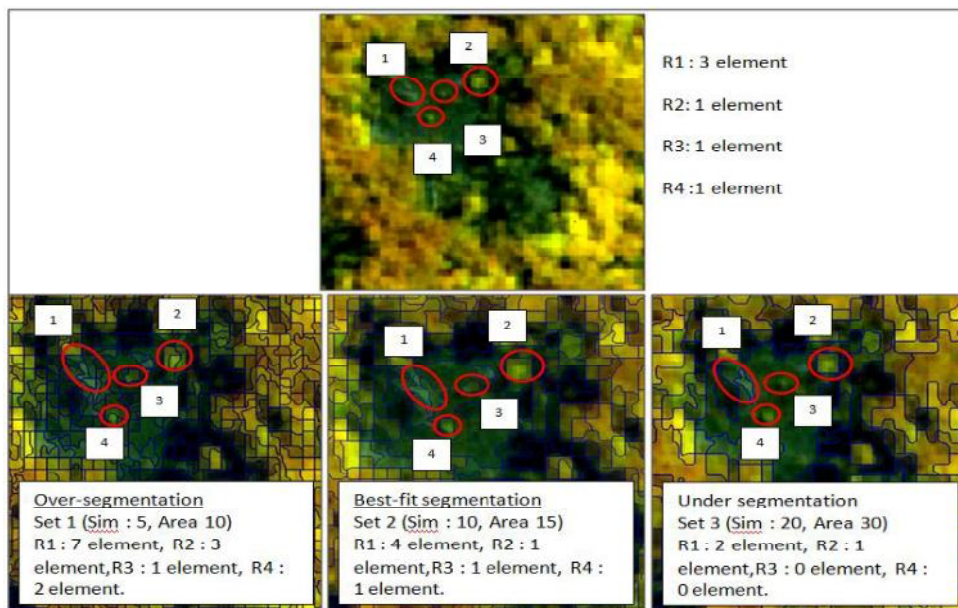 1
2
3
4
R1 : 3 element
R2: 1 element
R3: 1 element
R4 :1 element
1
2
3
4
Over-segmentation
Set 1 (Sim : 5, Area 10)
R1 : 7 element, R2 : 3
element,R3 : 1 element, R4 :
2 element.
1
2
3
4
Best-fit segmentation
Set 2 (Sim : 10, Area 15)
R1 : 4 element, R2 : 1
element,R3 : 1 element, R4 :
1 element.
1
2
3
4
Under segmentation
Set 3 (Sim : 20, Area 30)
R1 : 2 element, R2 : 1
element,R3 : 0 element, R4 :
0 element.